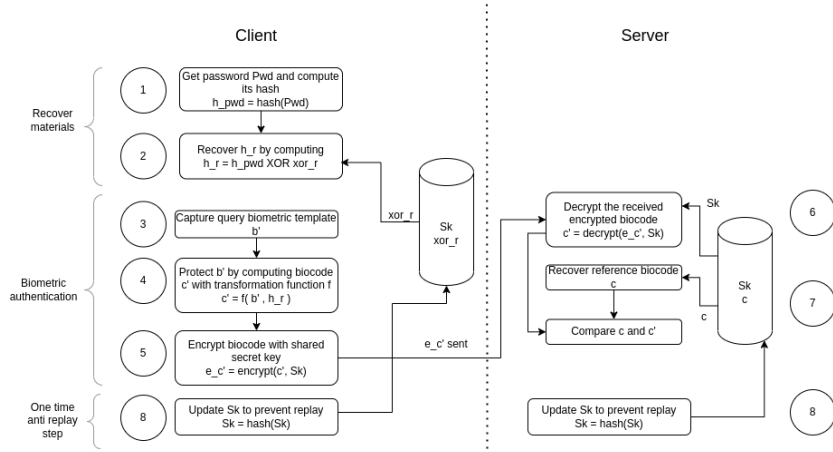 Client
Server
Recover
materials
1
Get password Pwd and compute
its hash
h_pwd = hash(Pwd)
2
Recover h_r by computing
h_r = h_pwd XOR xor_r
xor_r
Sk
xor_r
Biometric
authentication
3
Capture query biometric template
b'
4
Protect b' by computing biocode
c' with transformation function f
c' = f( b' , h_r )
5
Encrypt biocode with shared
secret key
e_c' = encrypt(c', Sk)
e_c' sent
One time
anti replay
step
8
Update Sk to prevent replay
Sk = hash(Sk)
Decrypt the received
encrypted biocode
c' = decrypt(e_c', Sk)
Sk
6
Recover reference biocode
c
c
Sk
c
7
Compare c and c'
Update Sk to prevent replay
Sk = hash(Sk)
8